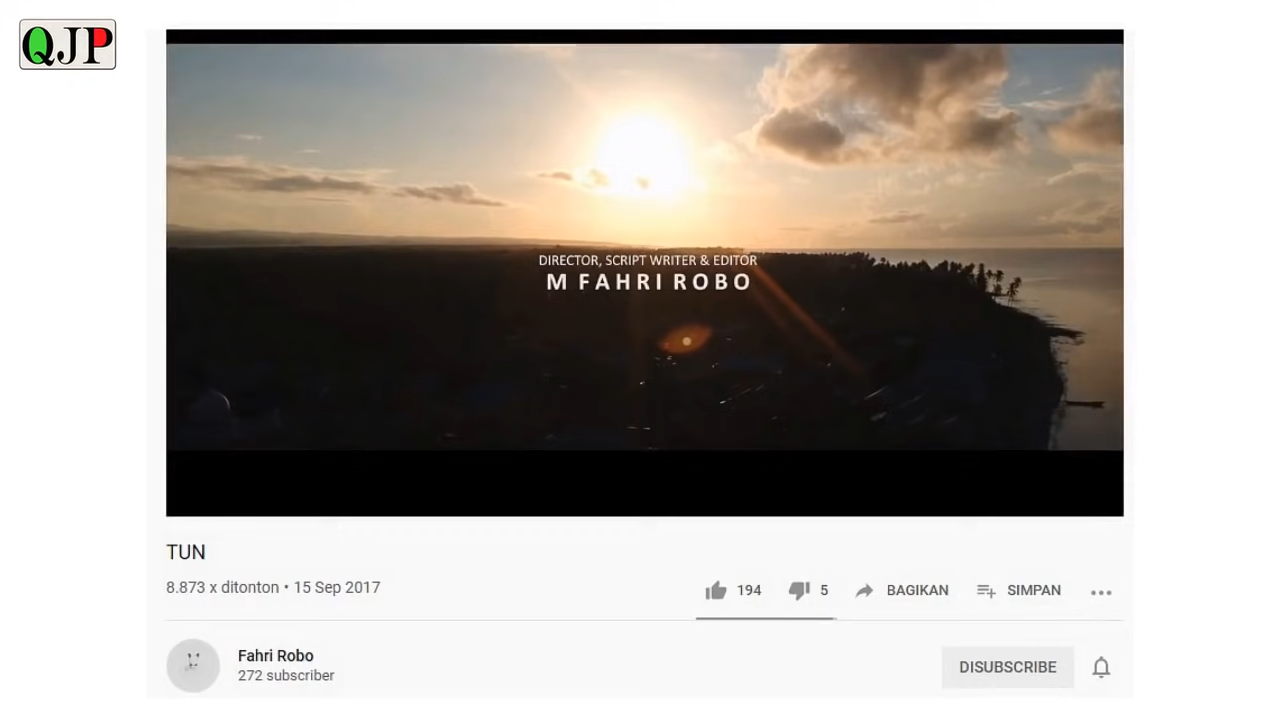 QJP
DIRECTOR, SCRIPT WRITER & EDITOR
M FAHRI ROBO
TUN
8.873 x ditonton • 15 Sep 2017
194 5 BAGIKAN SIMPAN
Fahri Robo
272 subscriber
DISUBSCRIBE